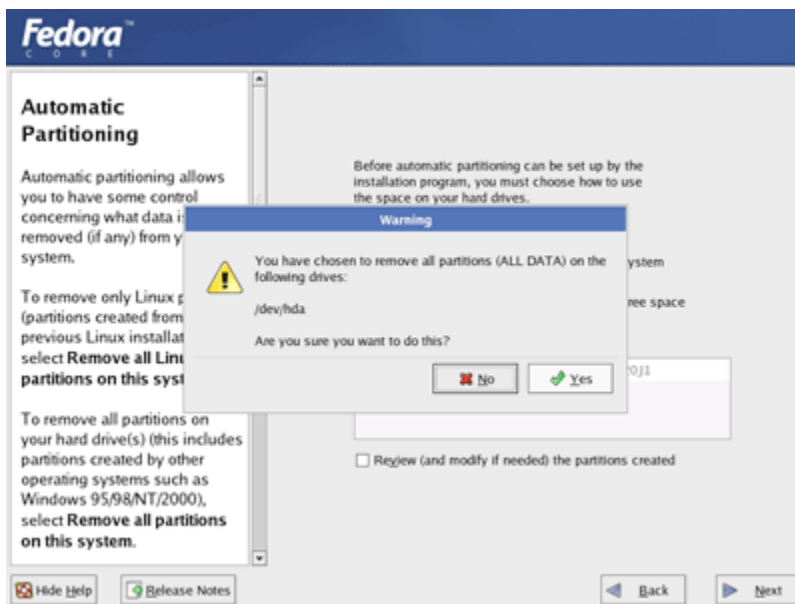 Fedora™
CORE
Automatic
Partitioning
Automatic partitioning allows
you to have some control
concerning what data is
removed (if any) from y
system.
To remove only Linux p
(partitions created from
previous Linux installat
select Remove all Linu
partitions on this syst
To remove all partitions on
your hard drive(s) (this includes
partitions created by other
operating systems such as
Windows 95/98/NT/2000),
select Remove all partitions
on this system.
Before automatic partitioning can be set up by the
installation program, you must choose how to use
the space on your hard drives.
Warning
You have chosen to remove all partitions (ALL DATA) on the
following drives:
/dev/hda
Are you sure you want to do this?
No
Yes
ystem
ree space
Review (and modify if needed) the partitions created
Hide Help
Release Notes
Back
Next